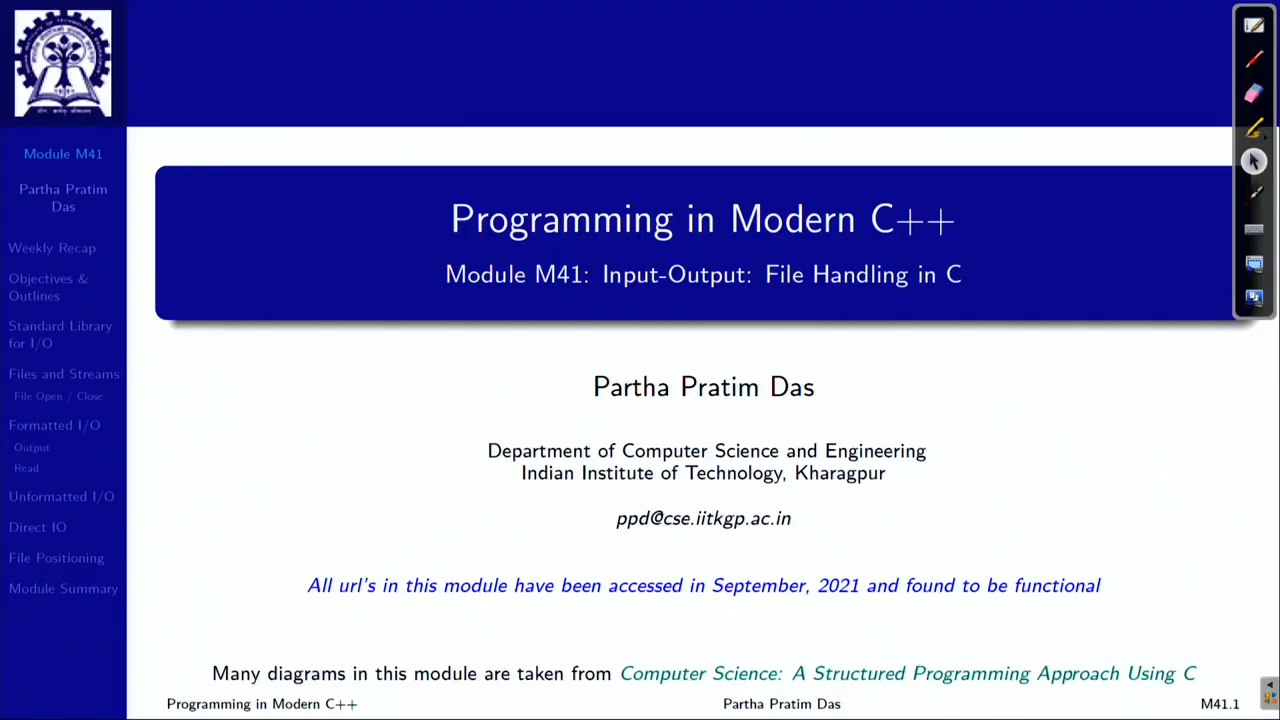 Module M41
Partha Pratim
Das
Weekly Recap
Objectives &
Outlines
Standard Library
for I/O
Files and Streams
File Open / Close
Formatted I/O
Output
Read
Unformatted I/O
Direct IO
File Positioning
Module Summary
Programming in Modern C++
Module M41: Input-Output: File Handling in C
Partha Pratim Das
Department of Computer Science and Engineering
Indian Institute of Technology, Kharagpur
ppd@cse.iitkgp.ac.in
All url's in this module have been accessed in September, 2021 and found to be functional
Many diagrams in this module are taken from Computer Science: A Structured Programming Approach Using C
Programming in Modern C++ Partha Pratim Das M41.1